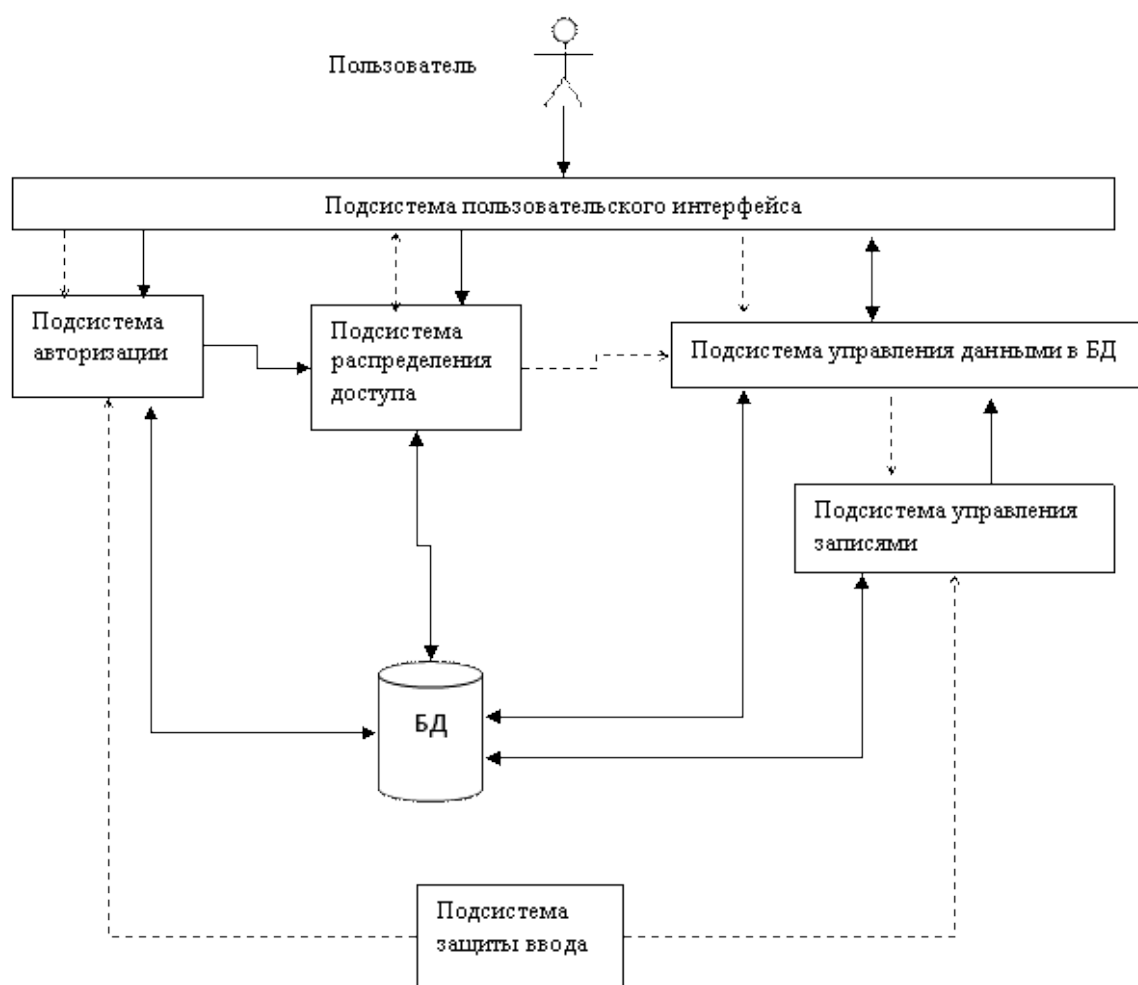 Пользователь
Подсистема пользовательского интерфейса
Подсистема
авторизации
Подсистема
распределения
доступа
Подсистема управления данными в БД
Подсистема управления
записями
БД
Подсистема
защиты ввода